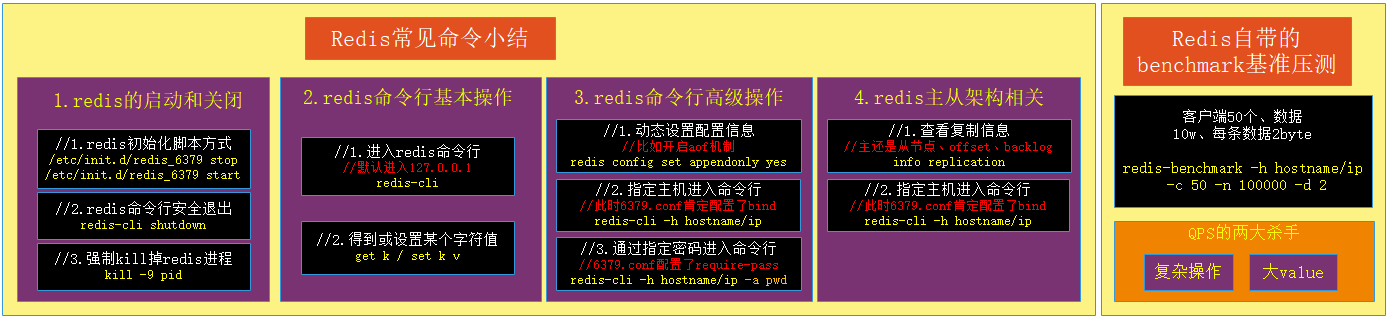 Redis常见命令小结
1.redis的启动和关闭
//1.redis初始化脚本方式
/etc/init.d/redis_6379 stop
/etc/init.d/redis_6379 start
//2.redis命令行安全退出
redis-cli shutdown
//3.强制kill掉redis进程
kill -9 pid
2.redis命令行基本操作
//1.进入redis命令行
//默认进入127.0.0.1
redis-cli
//2.得到或设置某个字符值
get k / set k v
3.redis命令行高级操作
//1.动态设置配置信息
//比如开启aof机制
redis config set appendonly yes
//2.指定主机进入命令行
//此时6379.conf肯定配置了bind
redis-cli -h hostname/ip
//3.通过指定密码进入命令行
//6379.conf配置了require-pass
redis-cli -h hostname/ip -a pwd
4.redis主从架构相关
//1.查看复制信息
//主还是从节点、offset、backlog
info replication
//2.指定主机进入命令行
//此时6379.conf肯定配置了bind
redis-cli -h hostname/ip
Redis自带的
benchmark基准压测
客户端50个、数据
10w、每条数据2byte
redis-benchmark -h hostname/ip
-c 50 -n 100000 -d 2
QPS的两大杀手
复杂操作
大value